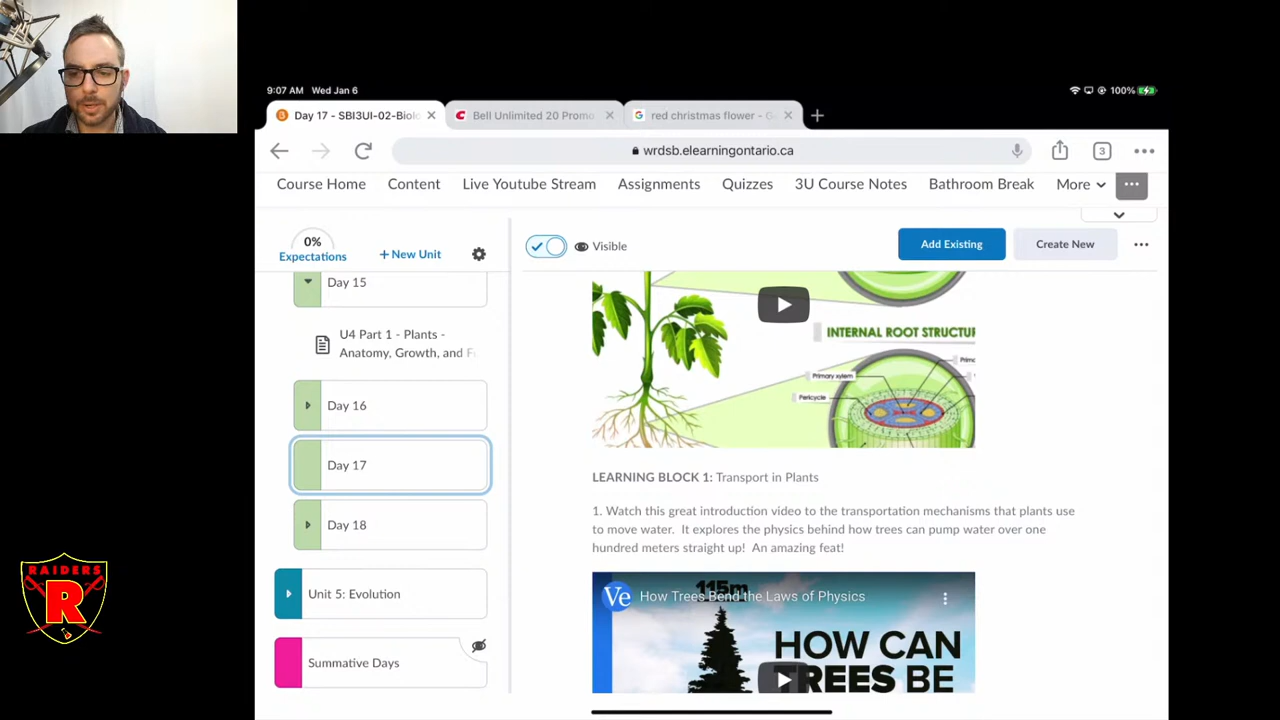 9:07 AM Wed Jan 6
100%
Day 17 - SBI3UI-02-Biolo
Bell Unlimited 20 Promo
red christmas flower - G
wrdsb.elearningontario.ca
3
Course Home Content Live Youtube Stream Assignments Quizzes 3U Course Notes Bathroom Break More
0%
Expectations
+ New Unit
Visible
Add Existing
Create New
Day 15
U4 Part 1 - Plants -
Anatomy, Growth, and F
Day 16
Day 17
Day 18
Unit 5: Evolution
Summative Days
INTERNAL ROOT STRUCTUR
Primary xylem
Pericycle
LEARNING BLOCK 1: Transport in Plants
1. Watch this great introduction video to the transportation mechanisms that plants use
to move water. It explores the physics behind how trees can pump water over one
hundred meters straight up! An amazing feat!
115m
Ve How Trees Bend the Laws of Physics
HOW CAN
TREES BE
RAIDERS
R